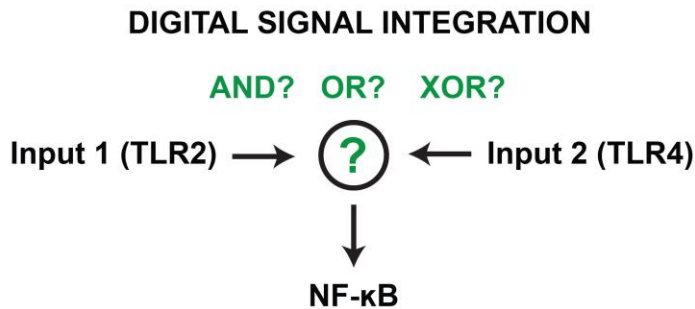 DIGITAL SIGNAL INTEGRATION
AND? OR? XOR?
Input 1 (TLR2) ? Input 2 (TLR4)
NF-κB